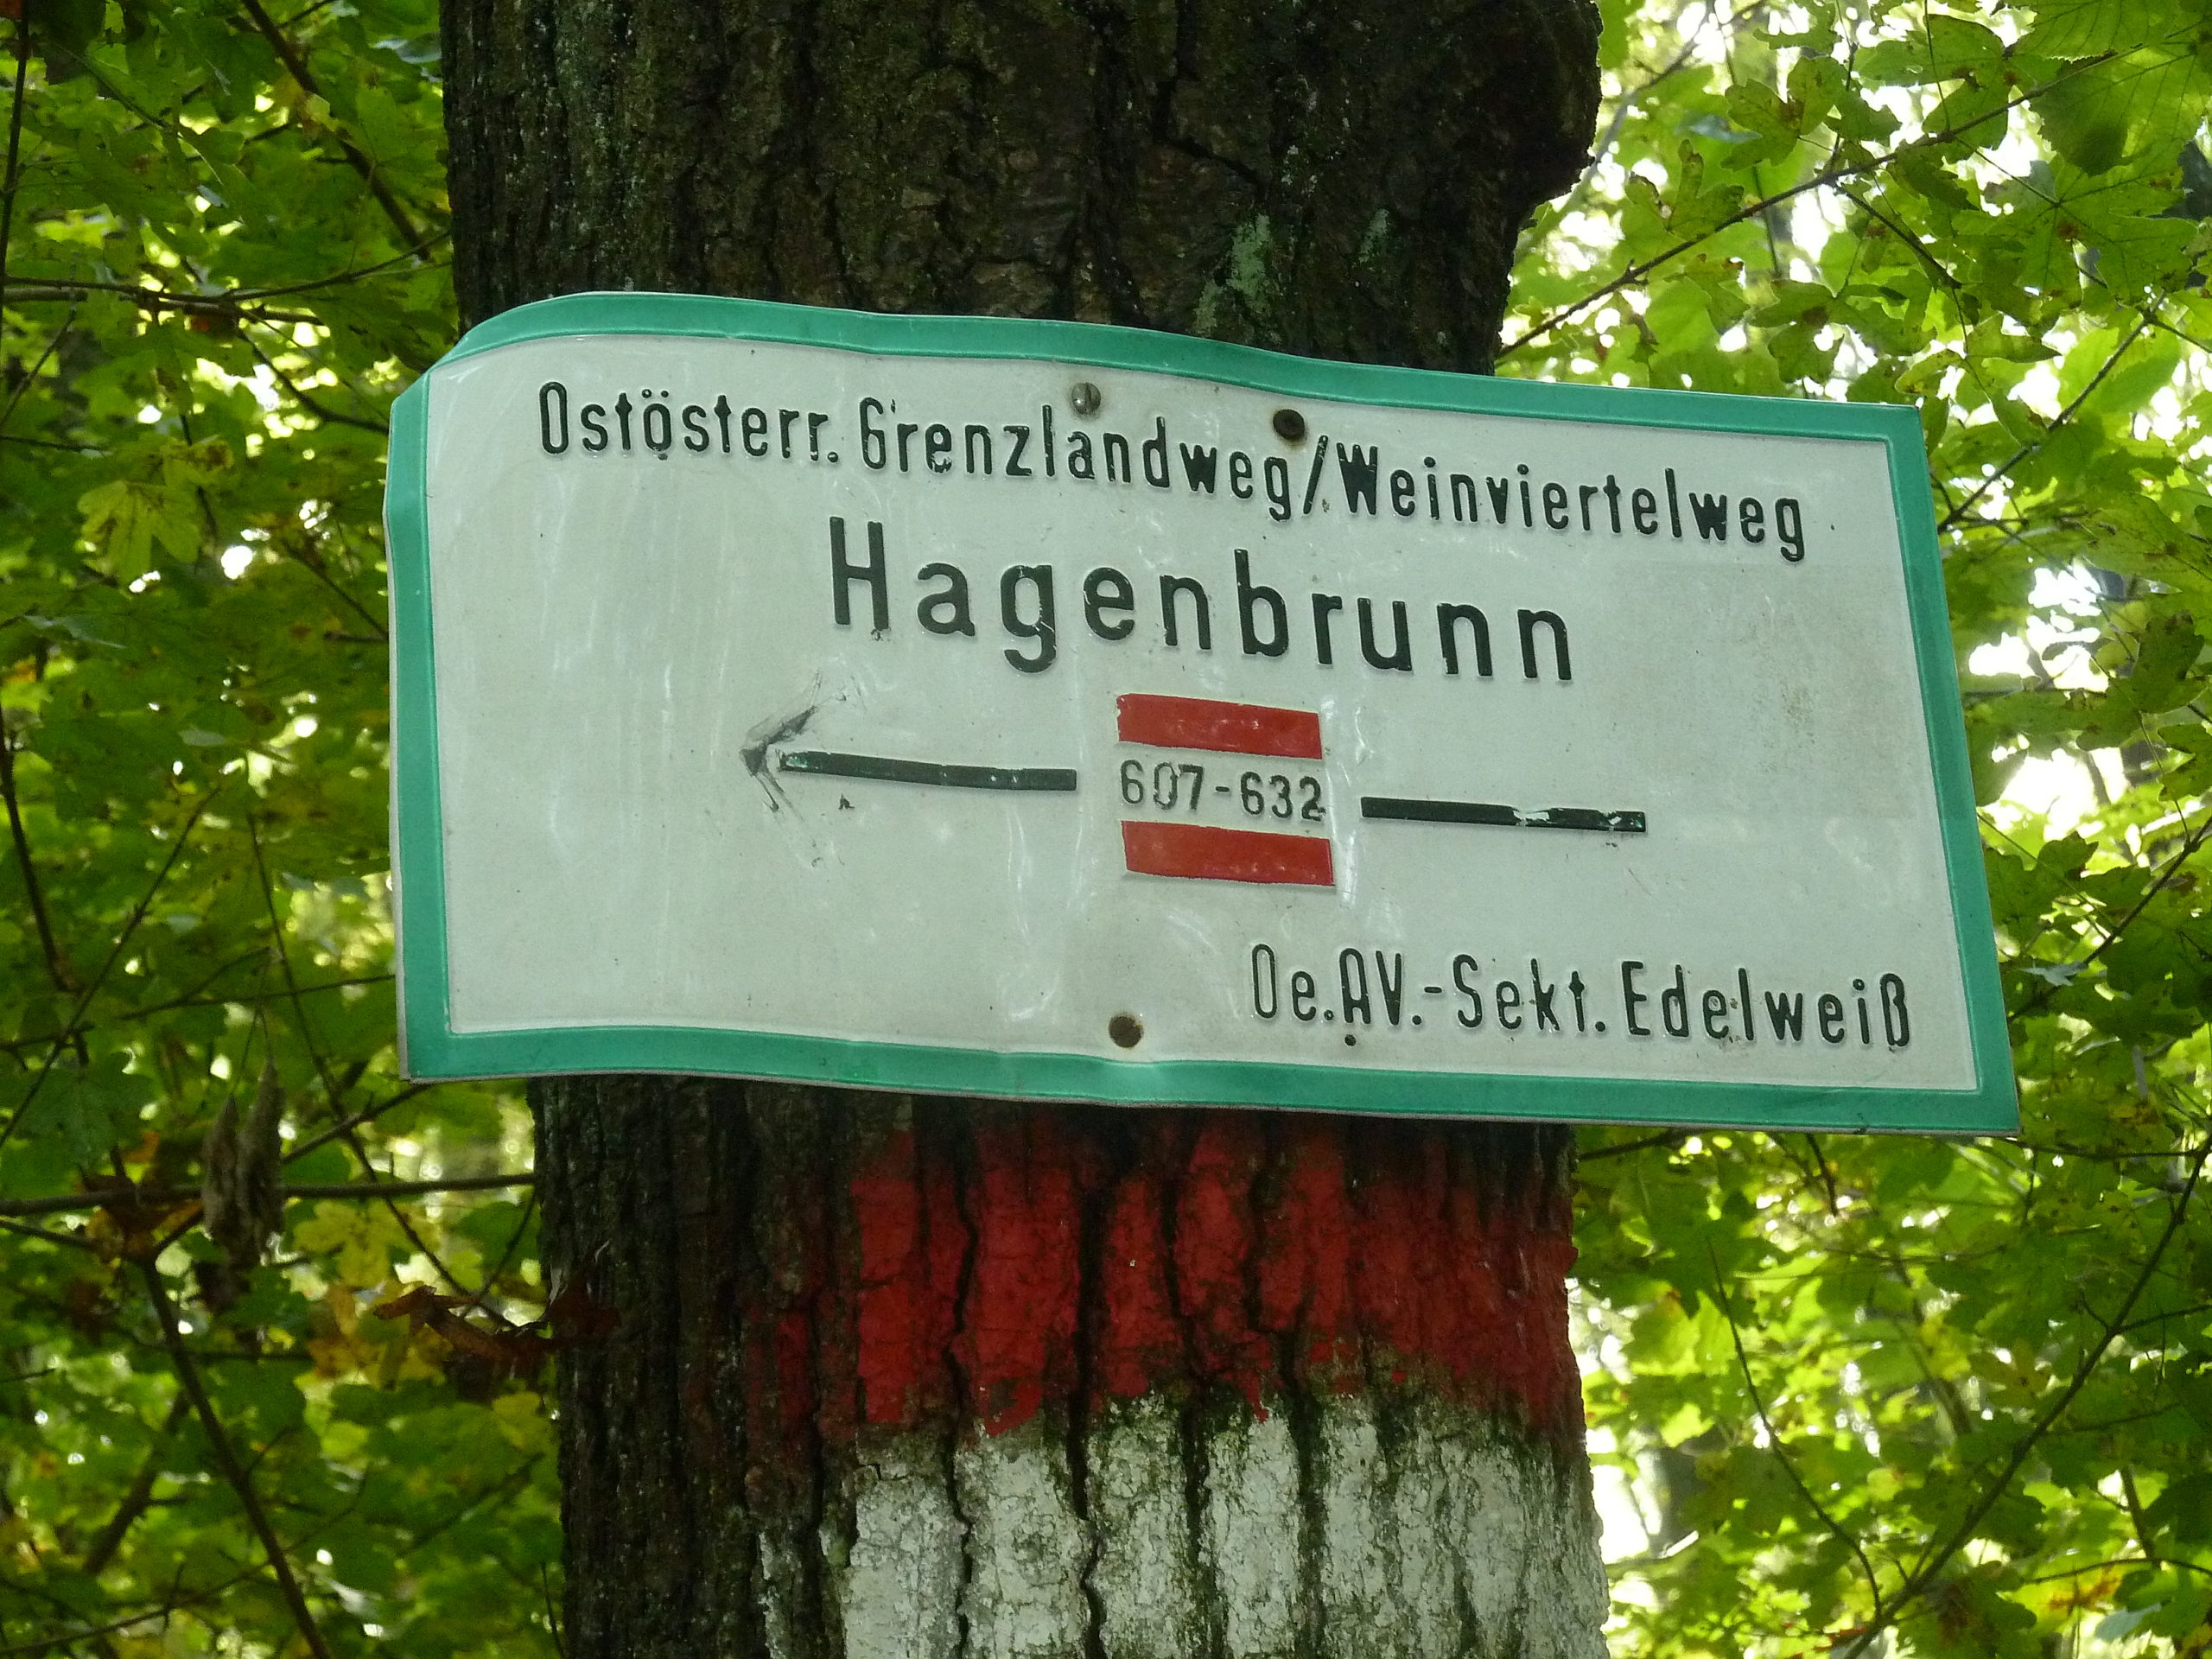 Ostösterr. Grenzlandweg/Weinviertelweg
Hagenbrunn
607-632
Oe.AV.-Sekt. Edelweiß